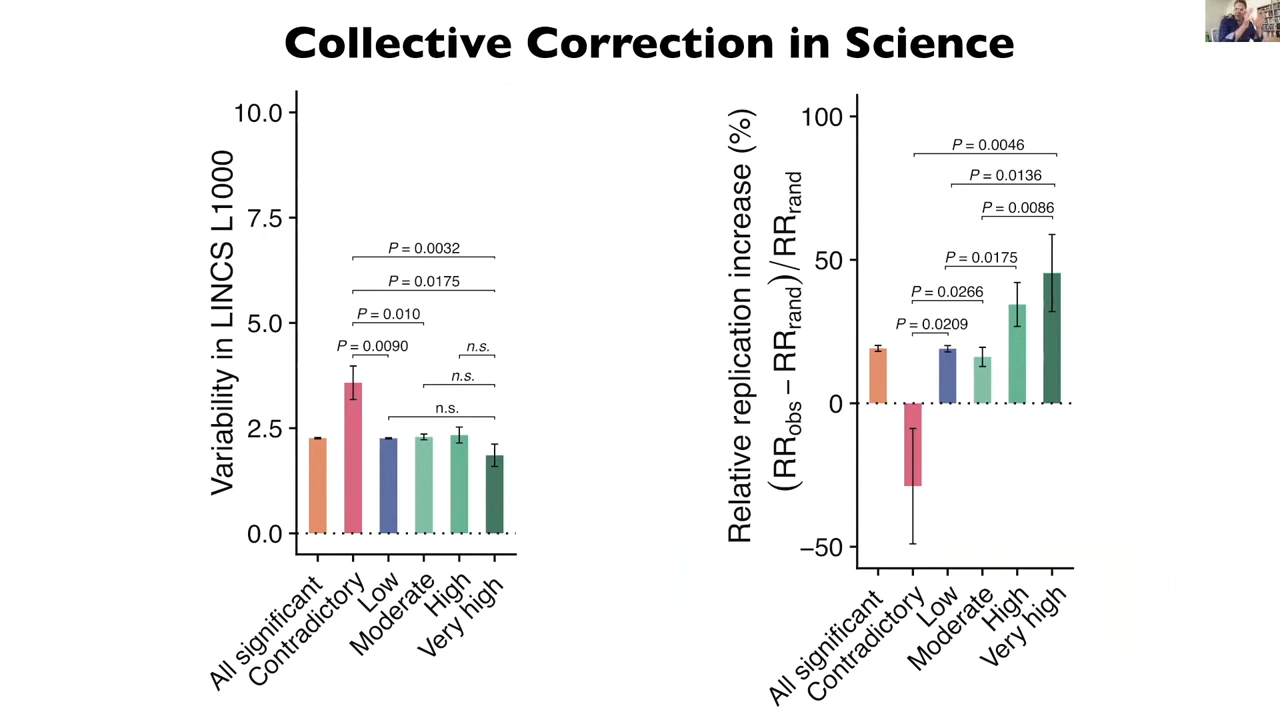 Collective Correction in Science
Variability in LINCS L1000
10.0
7.5
5.0
2.5
0.0
P = 0.0032
P = 0.0175
P = 0.010
P = 0.0090
n.s.
n.s.
n.s.
All significant
Contradictory
Low
Moderate
High
Very high
Relative replication increase (%)
(RRobs – RRrand)/RRrand
100
50
0
–50
P = 0.0046
P = 0.0136
P = 0.0086
P = 0.0175
P = 0.0266
P = 0.0209
All significant
Contradictory
Low
Moderate
High
Very high